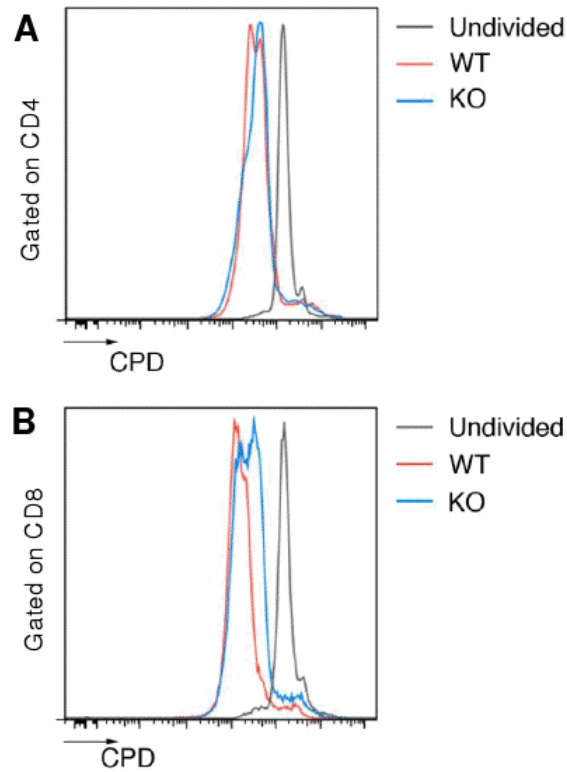 A
Gated on CD4
CPD
Undivided
WT
KO
B
Gated on CD8
CPD
Undivided
WT
KO